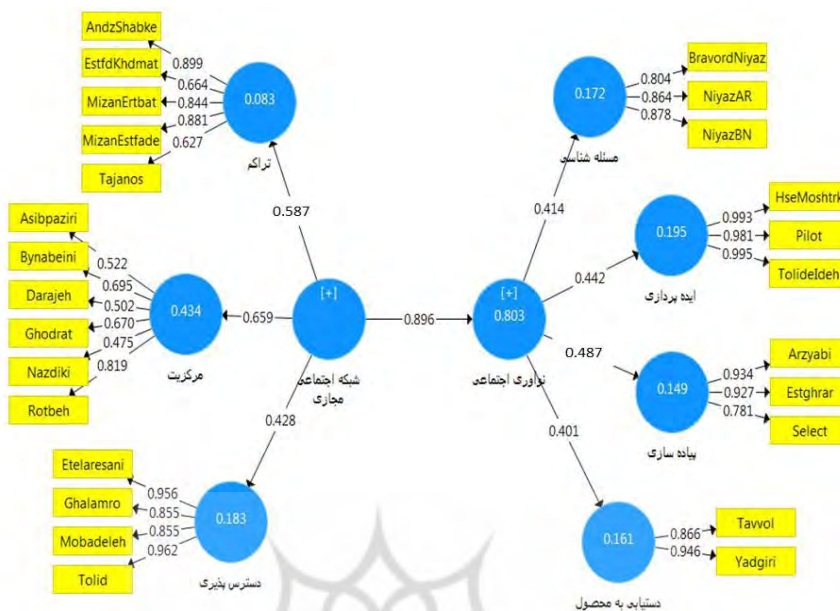 AndzShabke
EstfdKhdmat
MizanErtbat
MizanEstfade
Tajanos
0.899
0.664
0.844
0.881
0.627
0.083
تراکم
0.587
Asibpaziri
Bynabeini
Darajeh
Ghodrat
Nazdiki
Rotbeh
0.522
0.695
0.502
0.670
0.475
0.819
0.434
مرکزیت
0.659
[+]
شبکه اجتماعی
مجازی
0.428
Etelaresani
Ghalamro
Mobadeleh
Tolid
0.956
0.855
0.855
0.962
0.183
دسترس پذیری
0.896
[+]
0.803
نوآوری اجتماعی
0.414
0.172
مسئله شناسی
0.804
0.864
0.878
BravordNiyaz
NiyazAR
NiyazBN
0.442
0.195
ایده پردازی
0.993
0.981
0.995
HseMoshtrk
Pilot
TolideIdeh
0.487
0.149
پیاده سازی
0.934
0.927
0.781
Arzyabi
Estghrar
Select
0.401
0.161
دستیابی به محصول
0.866
0.946
Tavvol
Yadgiri